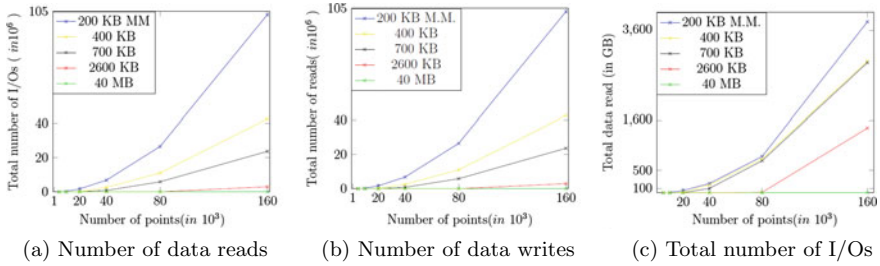 Total number of I/Os ( in10⁶)
105
40
20
0
200 KB MM
400 KB
700 KB
2600 KB
40 MB
1 20 40 80 160
Number of points(in 10³)
(a) Number of data reads
Total number of reads( in10⁶)
105
40
20
0
200 KB M.M.
400 KB
700 KB
2600 KB
40 MB
1 20 40 80 160
Number of points(in 10³)
(b) Number of data writes
Total data read (in GB)
3,600
1,600
500
100
200 KB M.M.
400 KB
700 KB
2600 KB
40 MB
20 40 80 160
Number of points(in 10³)
(c) Total number of I/Os